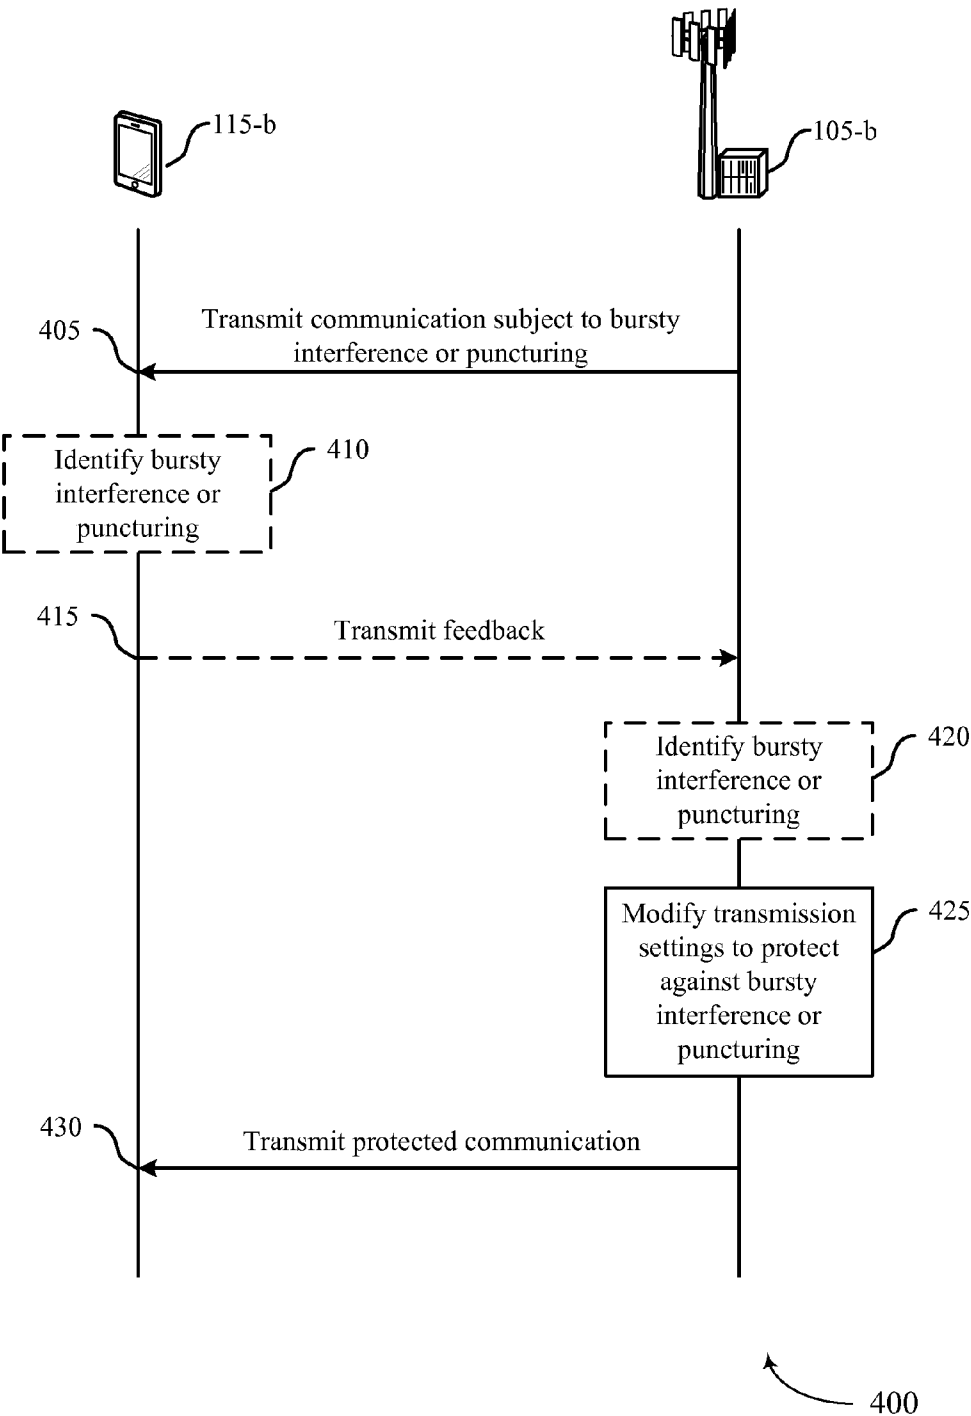 115-b
105-b
405
Transmit communication subject to bursty
interference or puncturing
410
Identify bursty
interference or
puncturing
415
Transmit feedback
420
Identify bursty
interference or
puncturing
425
Modify transmission
settings to protect
against bursty
interference or
puncturing
430
Transmit protected communication
400